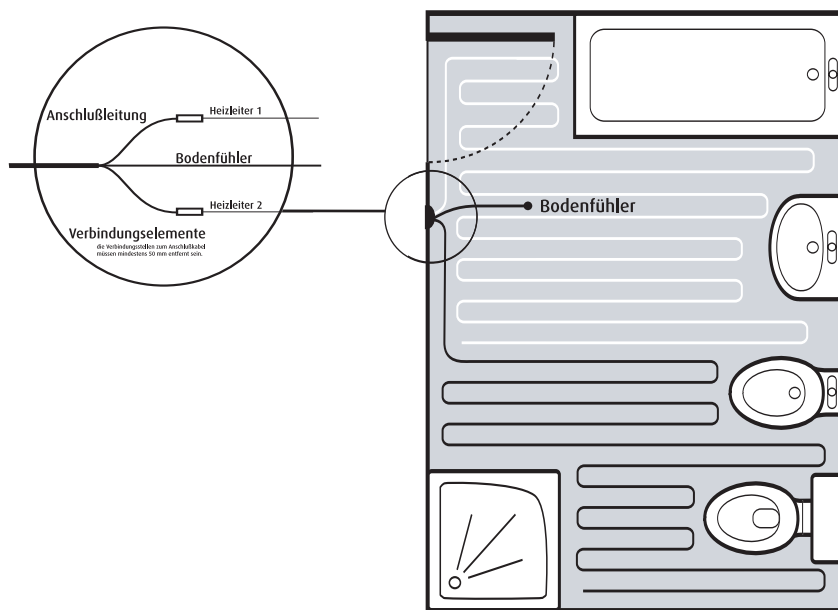 Anschlußleitung
Heizleiter 1
Bodenfühler
Heizleiter 2
Verbindungselemente
die Verbindungsstellen zum Anschlußkabel
müssen mindestens 50 mm entfernt sein.
Bodenfühler